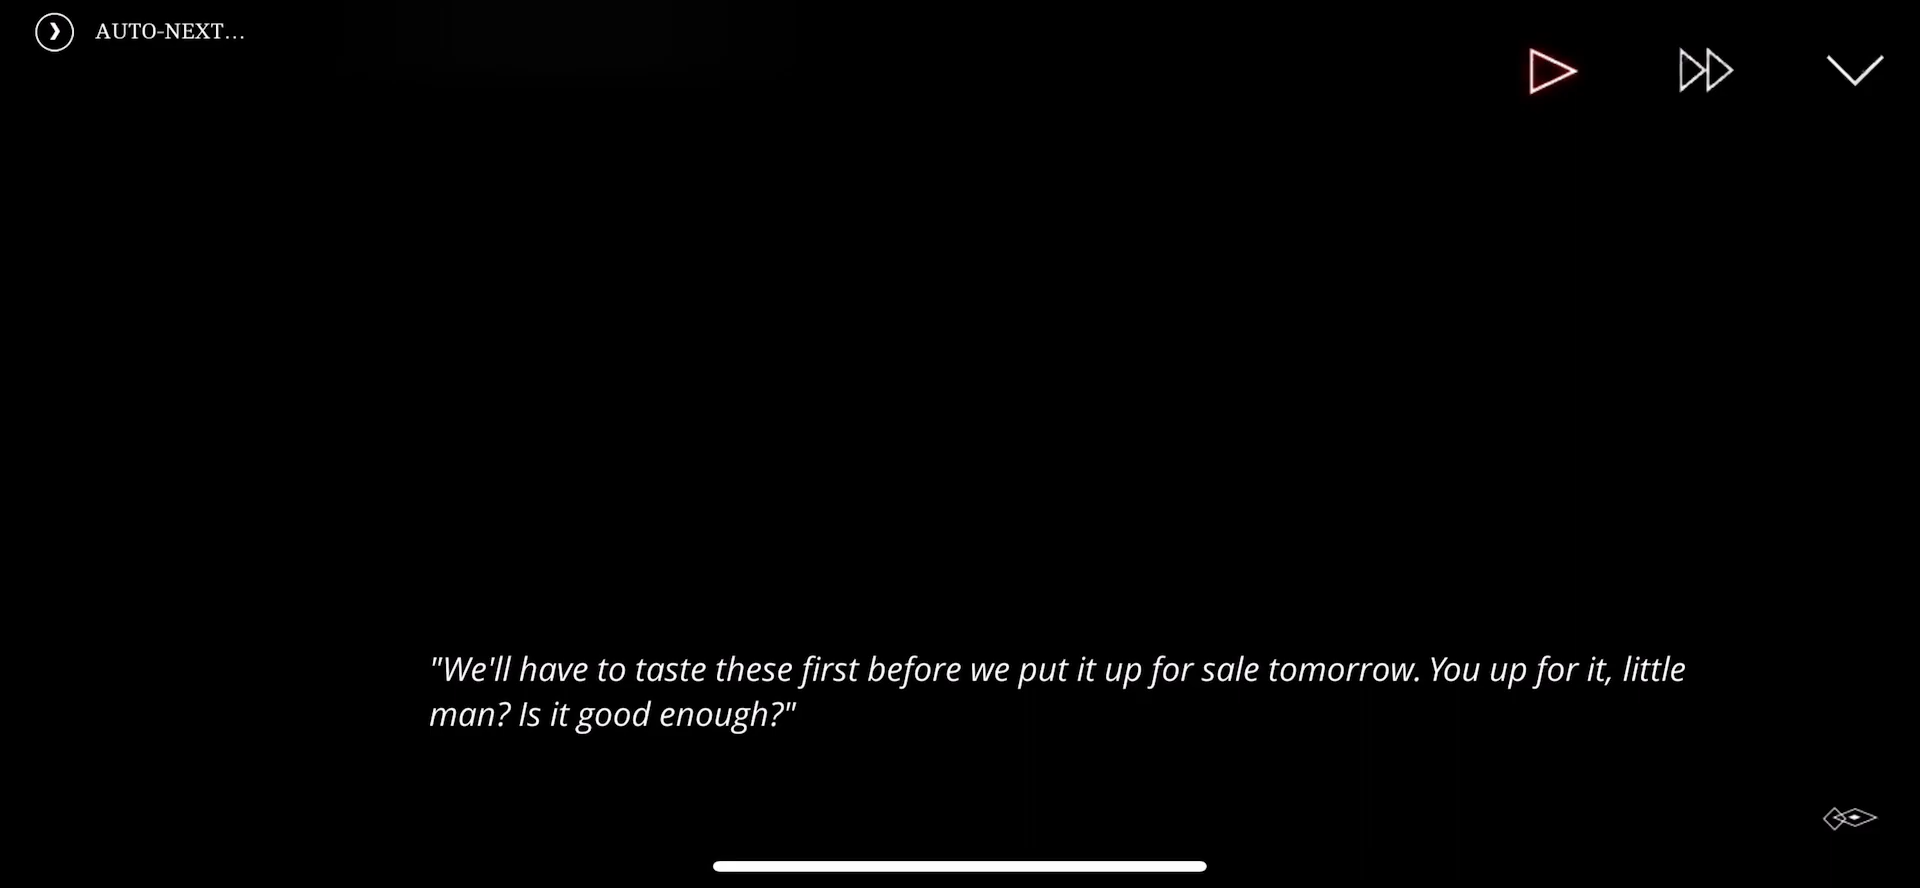 AUTO-NEXT...
"We'll have to taste these first before we put it up for sale tomorrow. You up for it, little
man? Is it good enough?"